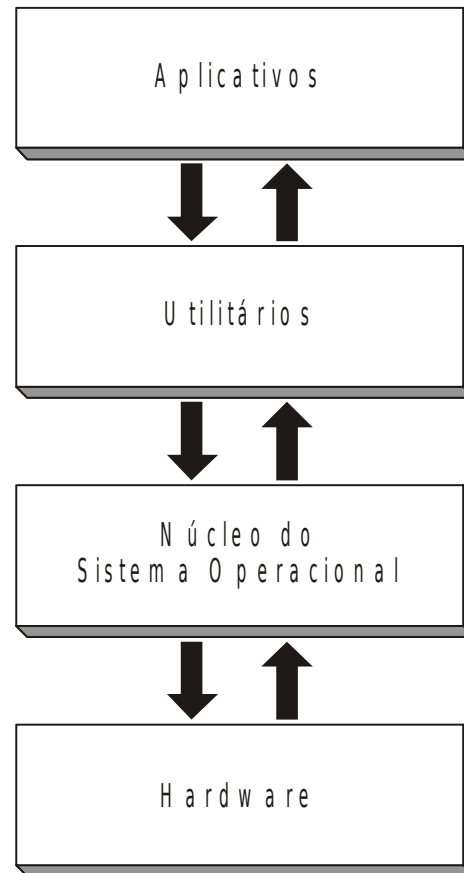 Aplicativos
Utilitários
Núcleo do
Sistema Operacional
Hardware